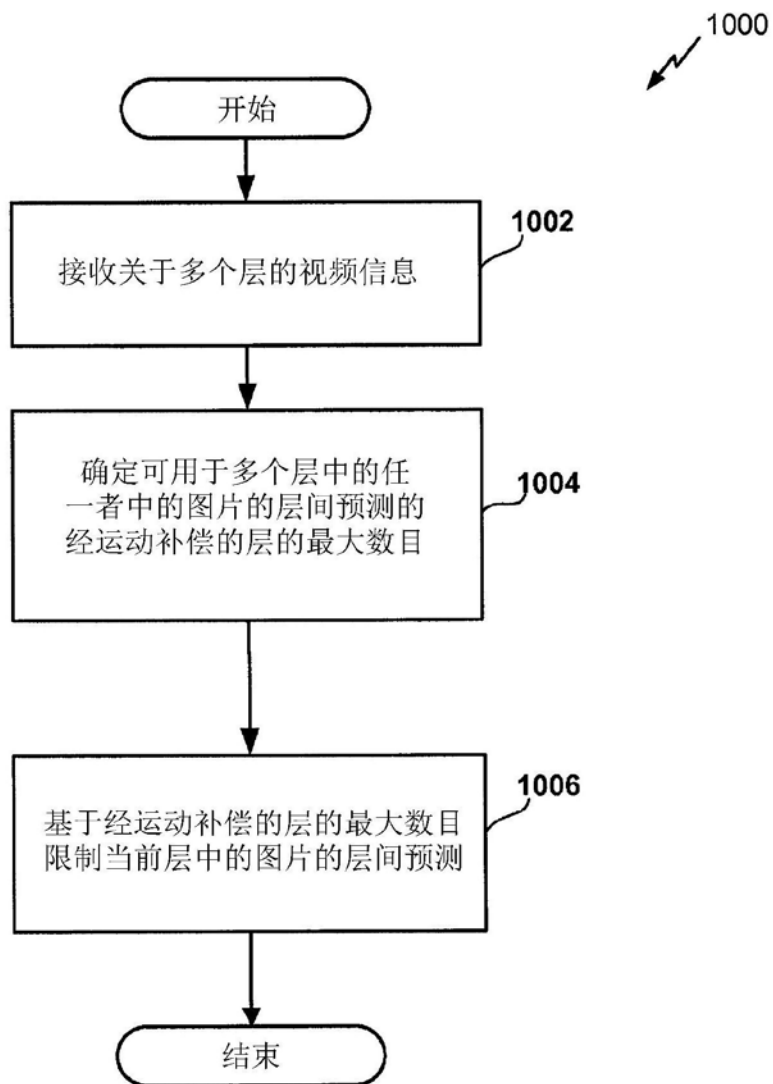 1000
开始
1002
接收关于多个层的视频信息
确定可用于多个层中的任
一者中的图片的层间预测的
经运动补偿的层的最大数目
1004
1006
基于经运动补偿的层的最大数目
限制当前层中的图片的层间预测
结束